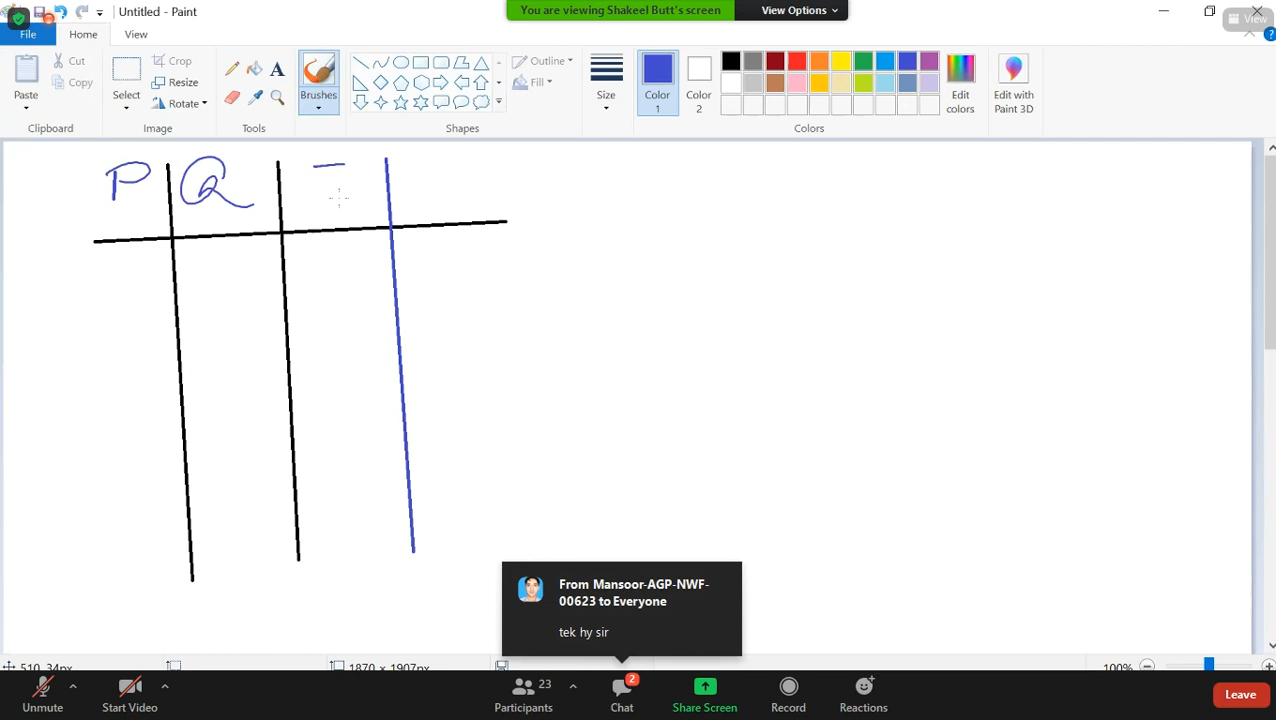 Untitled - Paint
You are viewing Shakeel Butt's screen
View Options
View
File
Home
View
Paste
Cut
Copy
Clipboard
Select
Crop
Resize
Rotate
Image
Tools
Brushes
Shapes
Outline
Fill
Size
Color
1
Color
2
Edit
colors
Edit with
Paint 3D
Colors
P Q
From Mansoor-AGP-NWF-
00623 to Everyone
tek hy sir
510, 34px
1870 × 1907px
100%
Unmute
Start Video
23
Participants
2
Chat
Share Screen
Record
Reactions
Leave